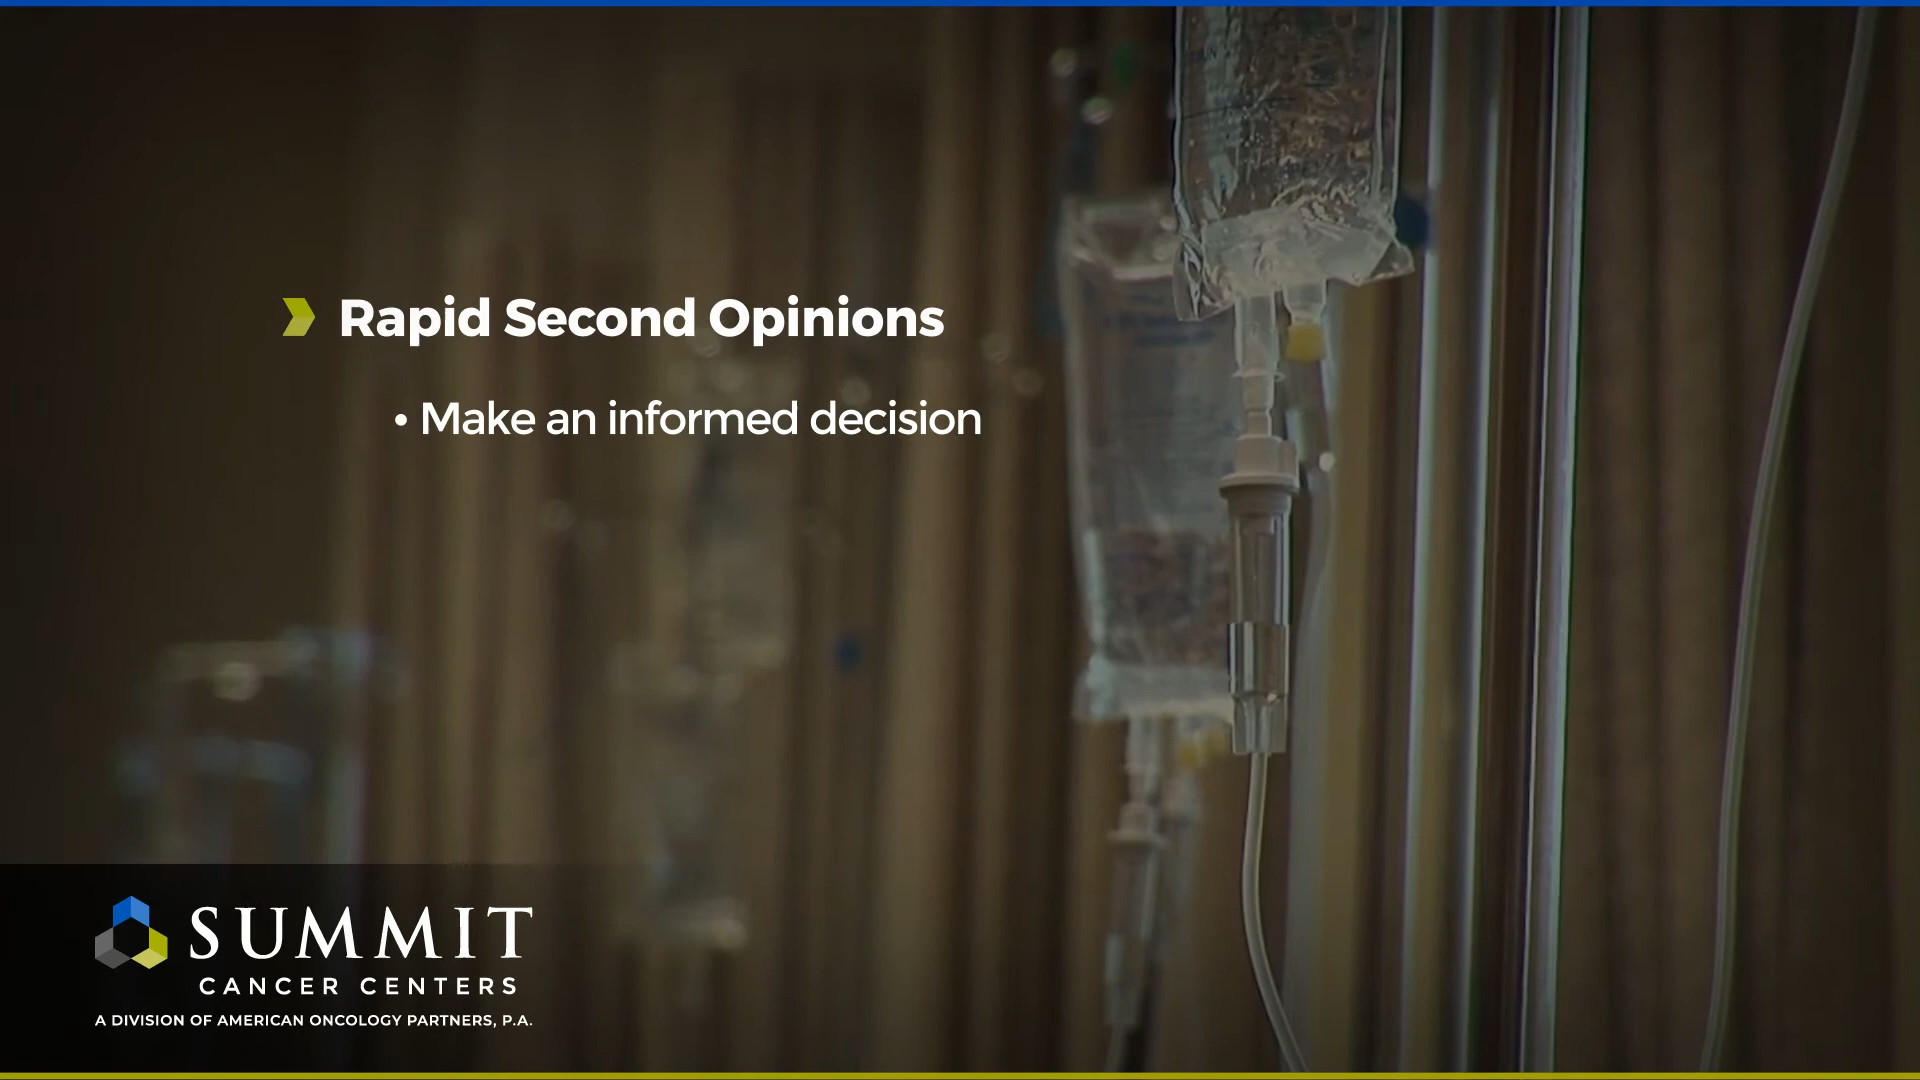 Rapid Second Opinions
• Make an informed decision
SUMMIT
CANCER CENTERS
A DIVISION OF AMERICAN ONCOLOGY PARTNERS, P.A.